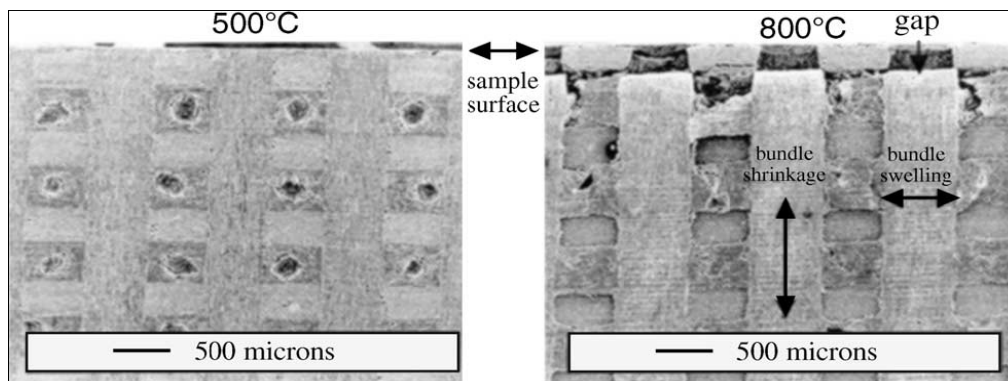 500°C
sample
surface
800°C
gap
bundle
shrinkage
bundle
swelling
500 microns
500 microns